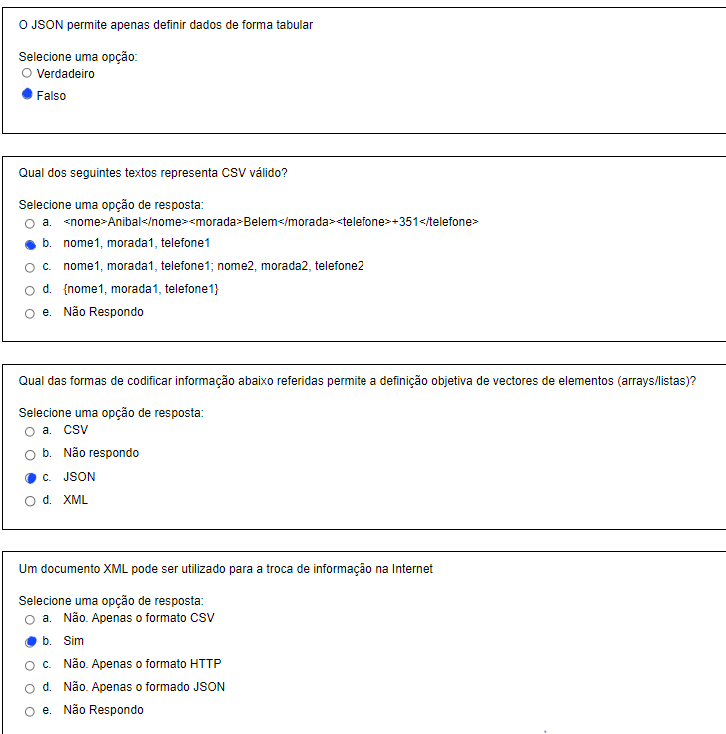 O JSON permite apenas definir dados de forma tabular
Selecione uma opção:
Verdadeiro
Falso
Qual dos seguintes textos representa CSV válido?
Selecione uma opção de resposta:
a. <nome>Anibal</nome><morada>Belem</morada><telefone>+351</telefone>
b. nome1, morada1, telefone1
c. nome1, morada1, telefone1; nome2, morada2, telefone2
d. {nome1, morada1, telefone1}
e. Não Respondo
Qual das formas de codificar informação abaixo referidas permite a definição objetiva de vectores de elementos (arrays/listas)?
Selecione uma opção de resposta:
a. CSV
b. Não respondo
c. JSON
d. XML
Um documento XML pode ser utilizado para a troca de informação na Internet
Selecione uma opção de resposta:
a. Não. Apenas o formato CSV
b. Sim
c. Não. Apenas o formato HTTP
d. Não. Apenas o formado JSON
e. Não Respondo